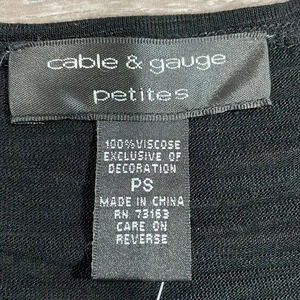 cable & gauge
petites
100% VISCOSE
EXCLUSIVE OF
DECORATION
PS
MADE IN CHINA
RN 73163
CARE ON
REVERSE